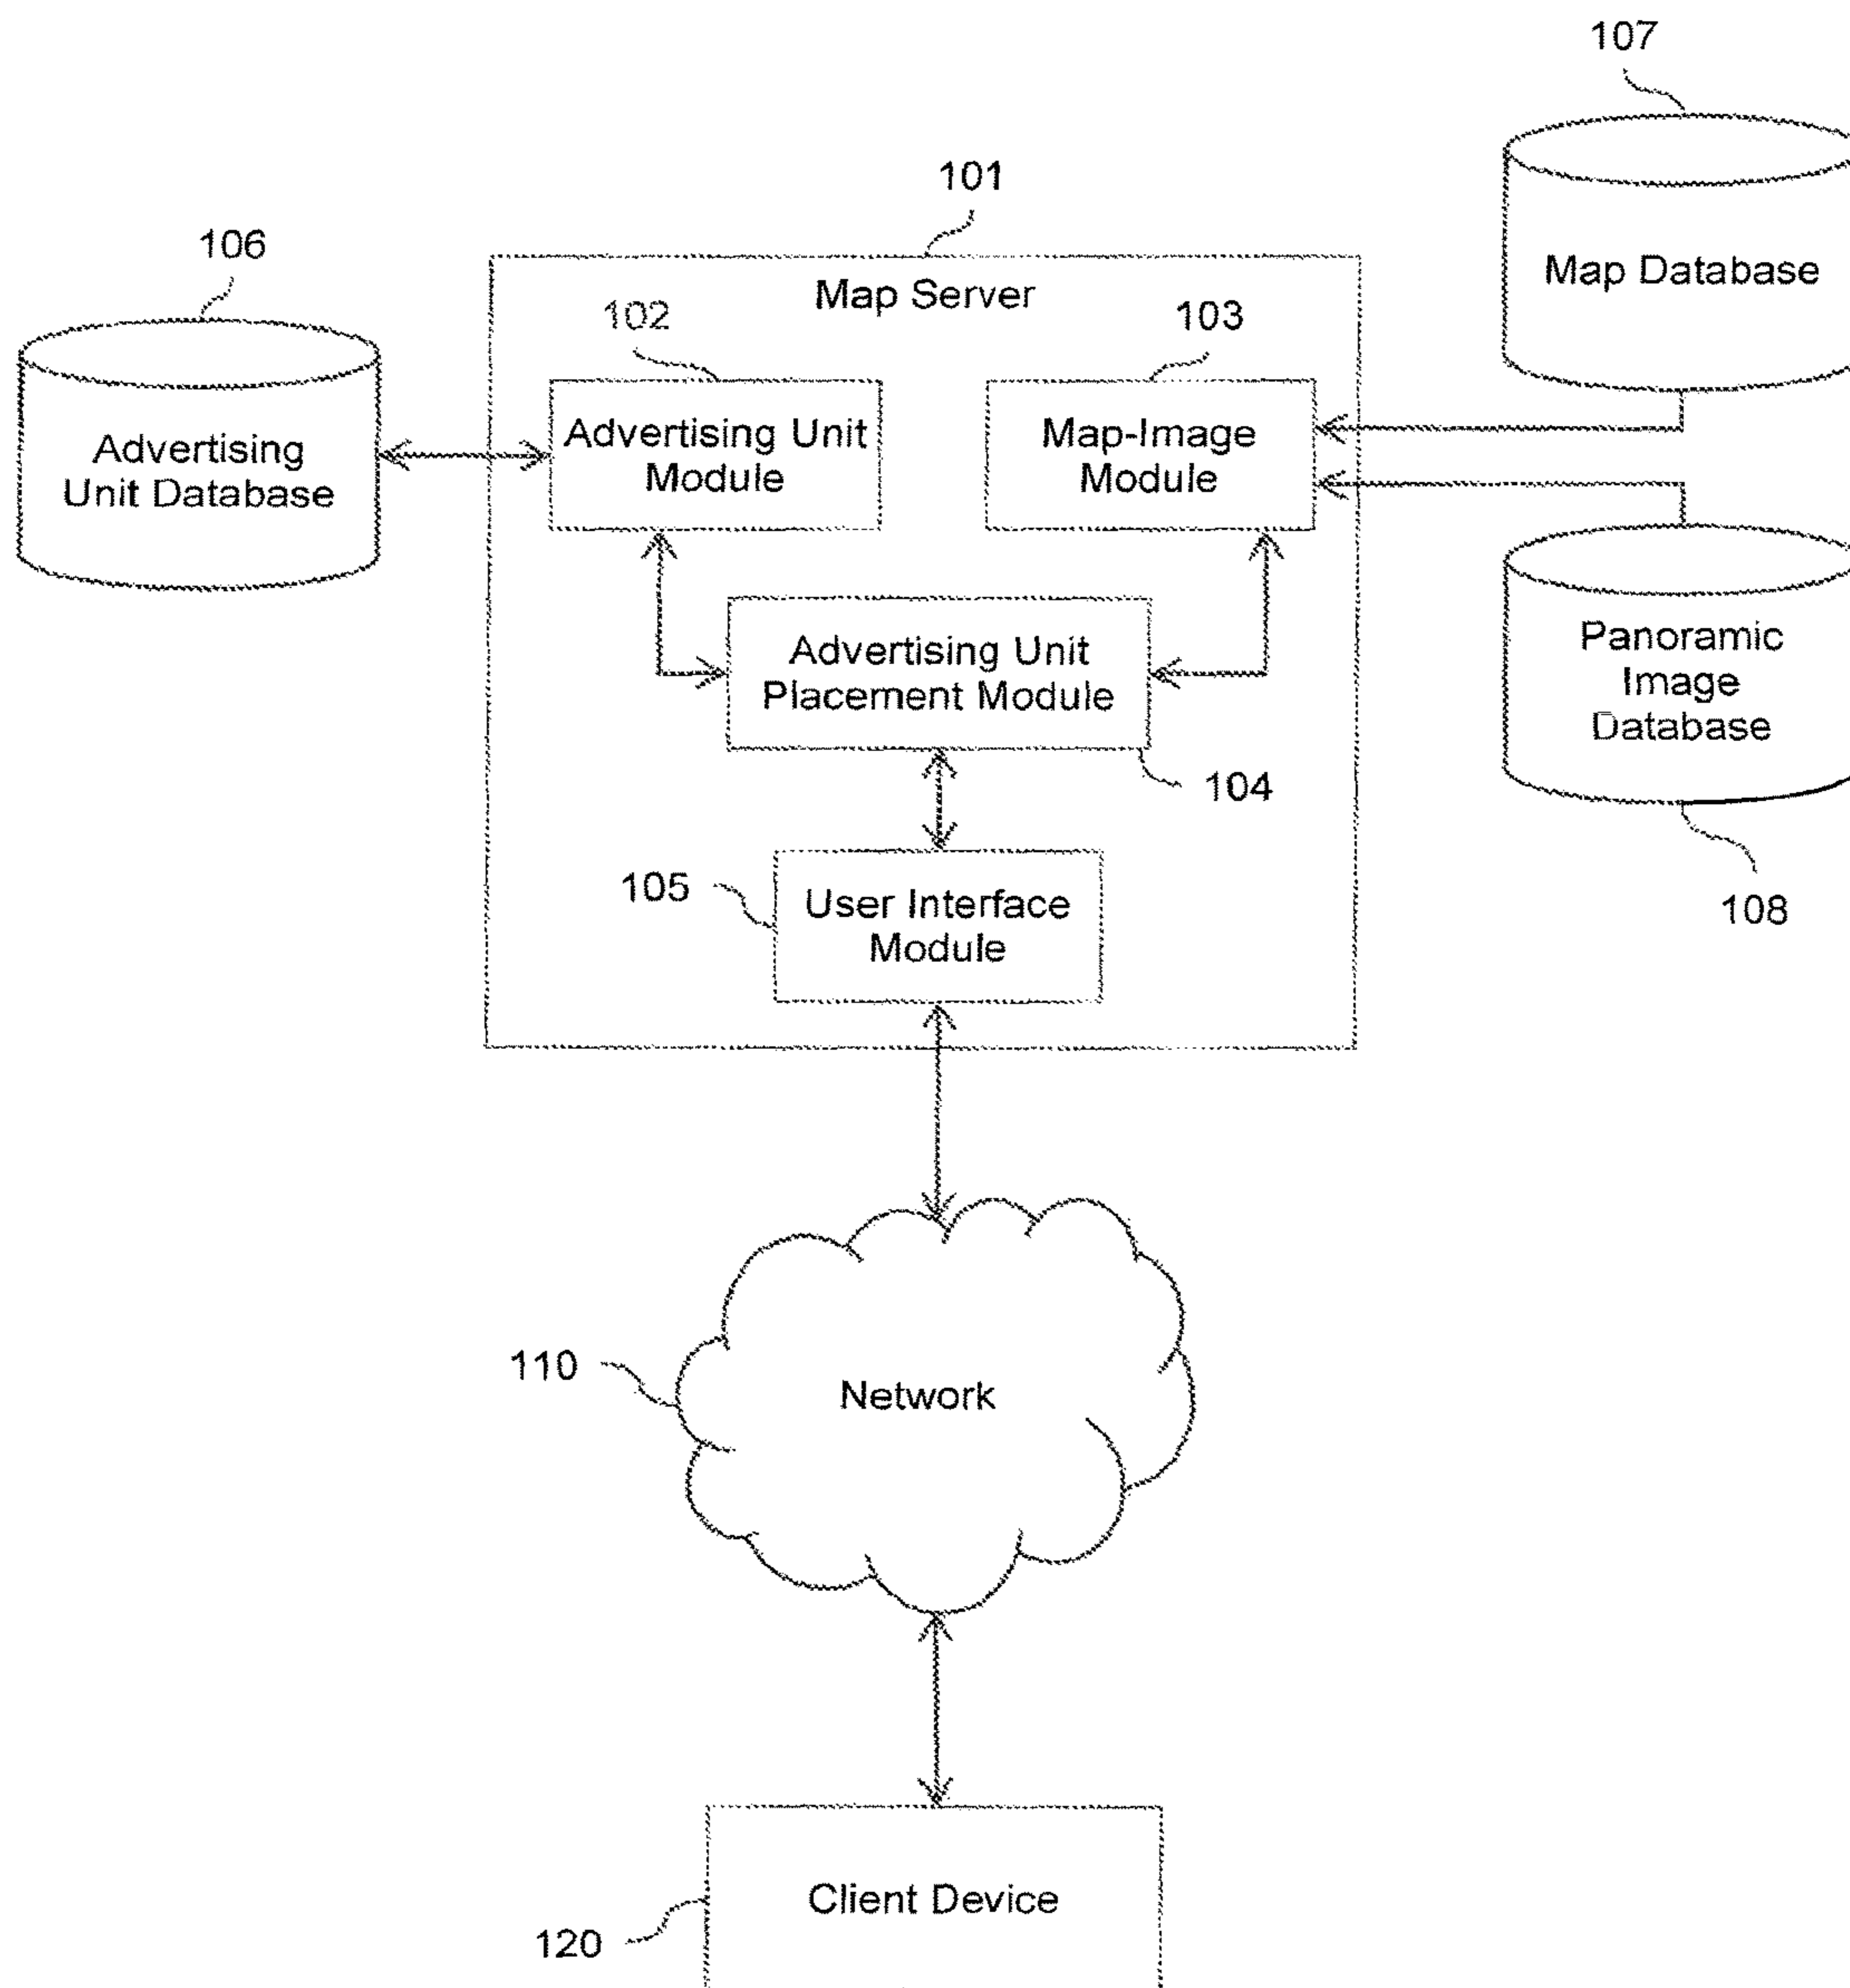 107
101
106
Map Database
Map Server
102
103
Advertising Unit
Module
Map-Image
Module
Advertising
Unit Database
Advertising Unit
Placement Module
Panoramic
Image
Database
104
105
User Interface
Module
108
110
Network
Client Device
120